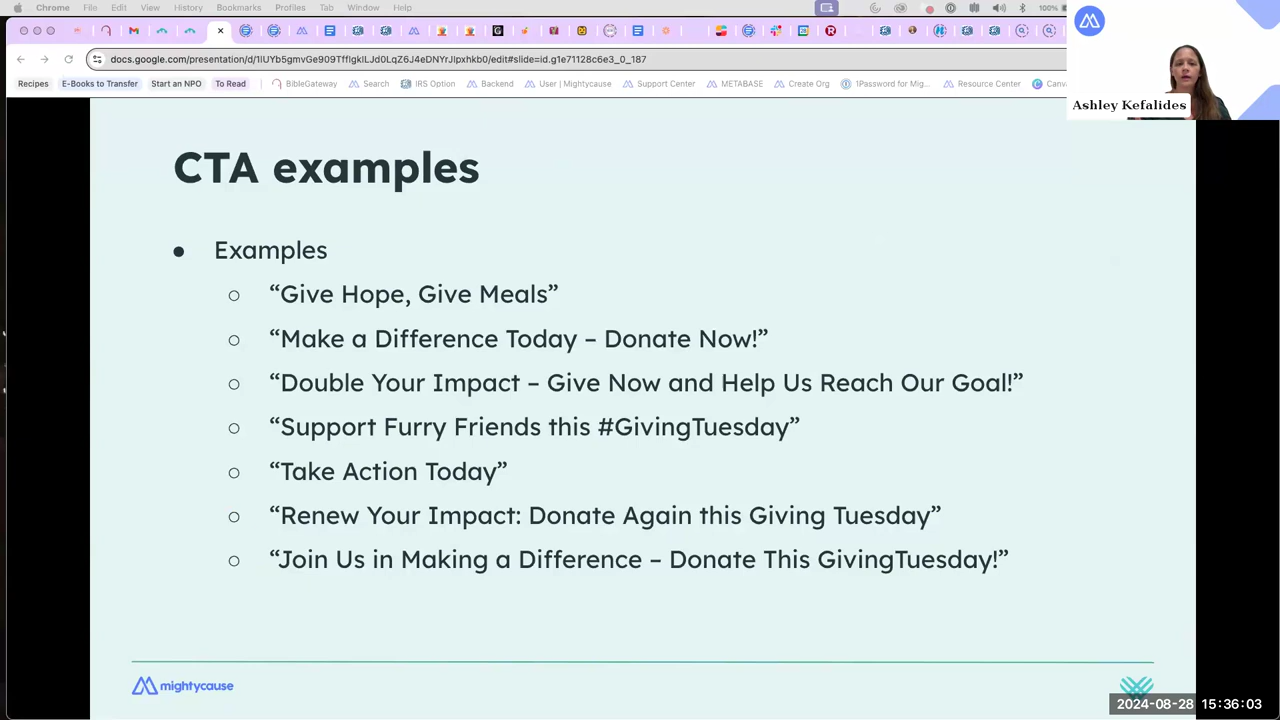 Chrome File Edit View History Bookmarks Profiles Tab Window Help 100%
docs.google.com/presentation/d/1lUYb5gmvGe909TffIgklLJd0LqZ6J4eDNYrJlpxhkb0/edit#slide=id.g1e71128c6e3_0_187
Recipes E-Books to Transfer Start an NPO To Read BibleGateway Search IRS Option Backend User | Mightycause Support Center METABASE Create Org 1Password for Mig... Resource Center
Ashley Kefalides
CTA examples
● Examples
○ “Give Hope, Give Meals”
○ “Make a Difference Today – Donate Now!”
○ “Double Your Impact – Give Now and Help Us Reach Our Goal!”
○ “Support Furry Friends this #GivingTuesday”
○ “Take Action Today”
○ “Renew Your Impact: Donate Again this Giving Tuesday”
○ “Join Us in Making a Difference – Donate This GivingTuesday!”
mightycause
2024-08-28 15:36:03